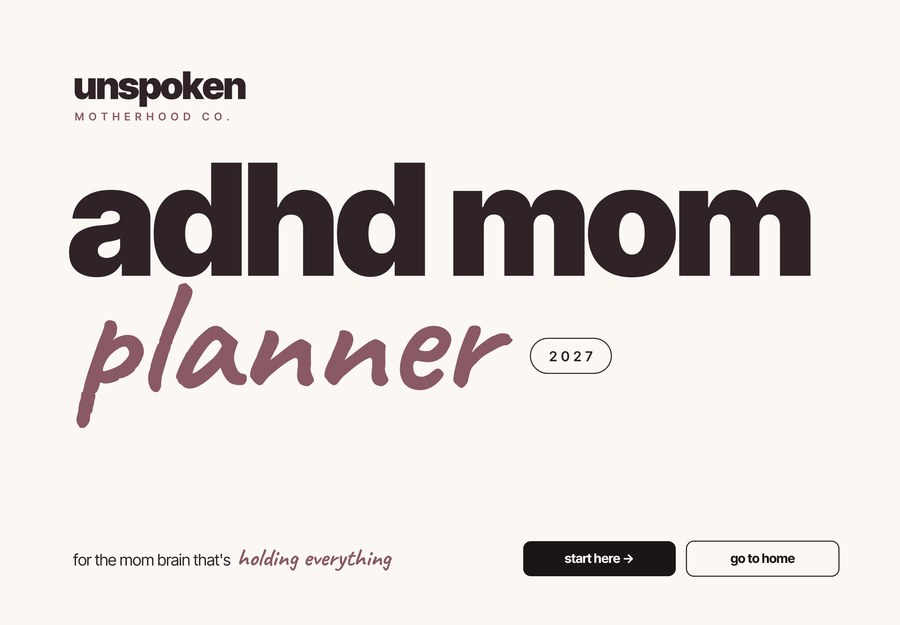 unspoken
MOTHERHOOD CO.
adhd mom
planner 2027
for the mom brain that's holding everything
start here →
go to home